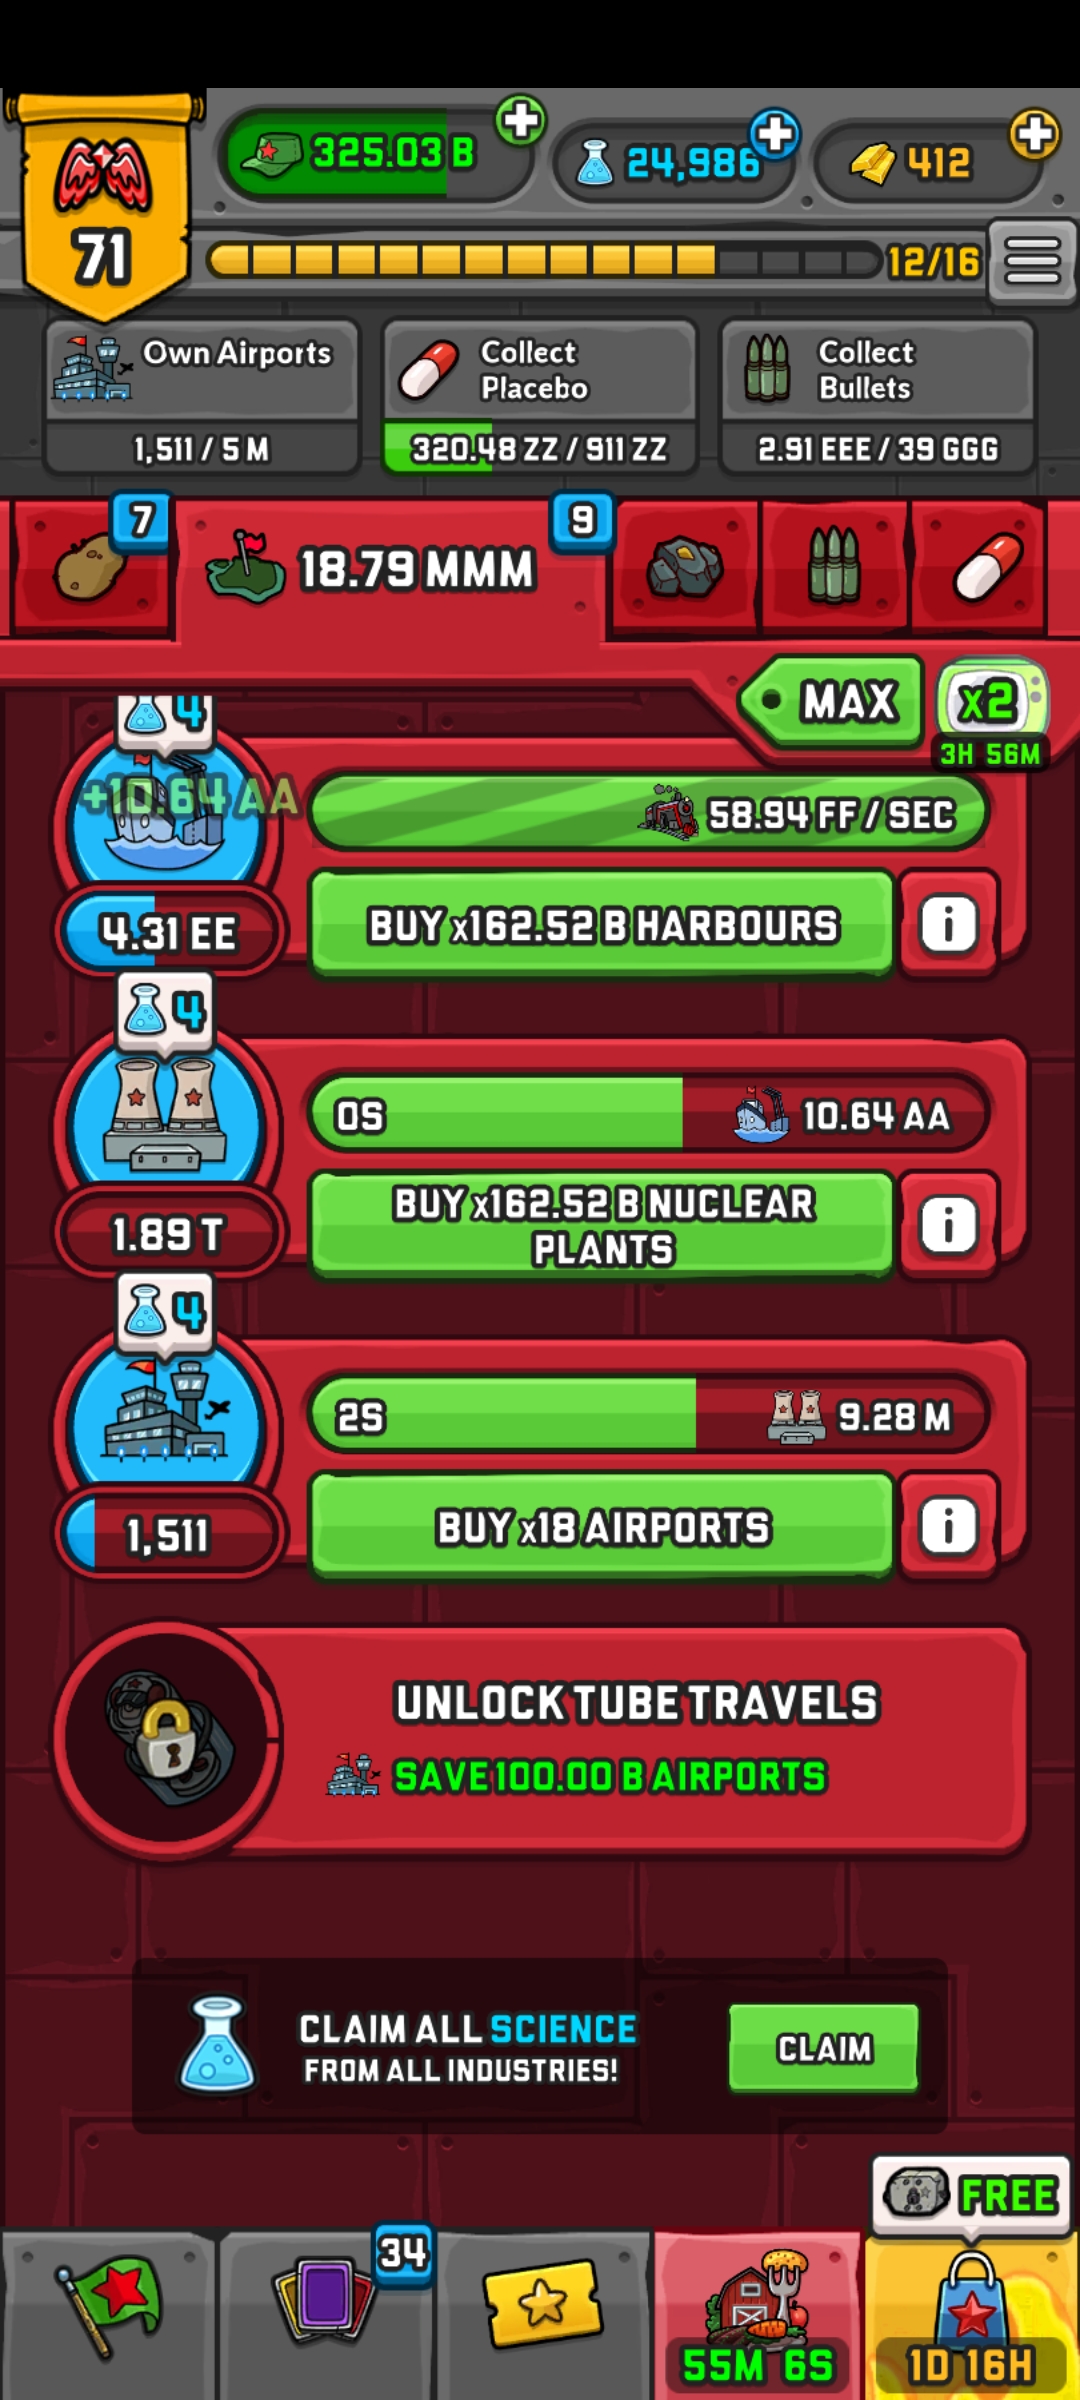 325.03 B
24,986
412
71
12/16
Own Airports
1,511 / 5 M
Collect
Placebo
320.48 ZZ / 911 ZZ
Collect
Bullets
2.91 EEE / 39 GGG
7
18.79 MMM
9
MAX
x2
3H 56M
4
+10.64 AA
58.94 FF / SEC
4.31 EE
BUY x162.52 B HARBOURS
i
4
0S
10.64 AA
1.89 T
BUY x162.52 B NUCLEAR
PLANTS
i
4
2S
9.28 M
1,511
BUY x18 AIRPORTS
i
UNLOCK TUBE TRAVELS
SAVE 100.00 B AIRPORTS
CLAIM ALL SCIENCE
FROM ALL INDUSTRIES!
CLAIM
FREE
34
55M 6S
1D 16H